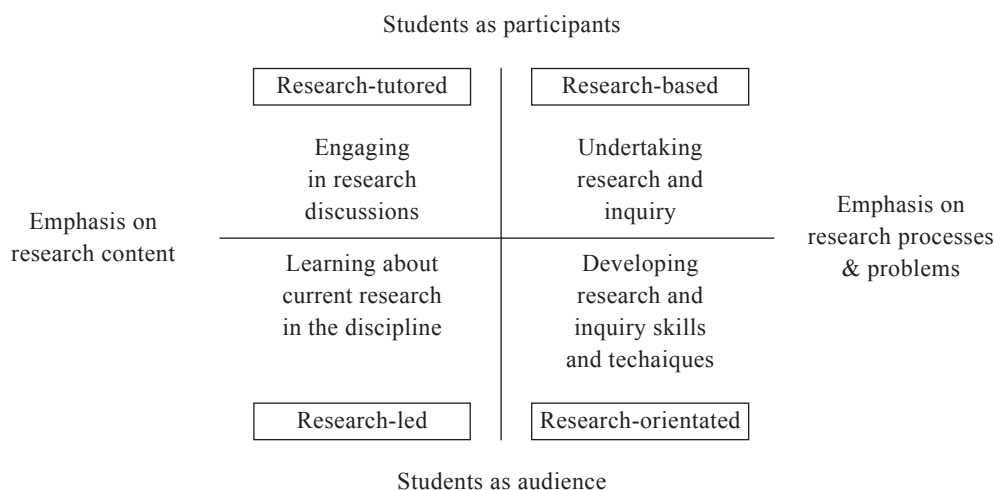 Students as participants
Research-tutored
Research-based
Engaging
in research
discussions
Undertaking
research and
inquiry
Emphasis on
research content
Emphasis on
research processes
& problems
Learning about
current research
in the discipline
Developing
research and
inquiry skills
and techaiques
Research-led
Research-orientated
Students as audience